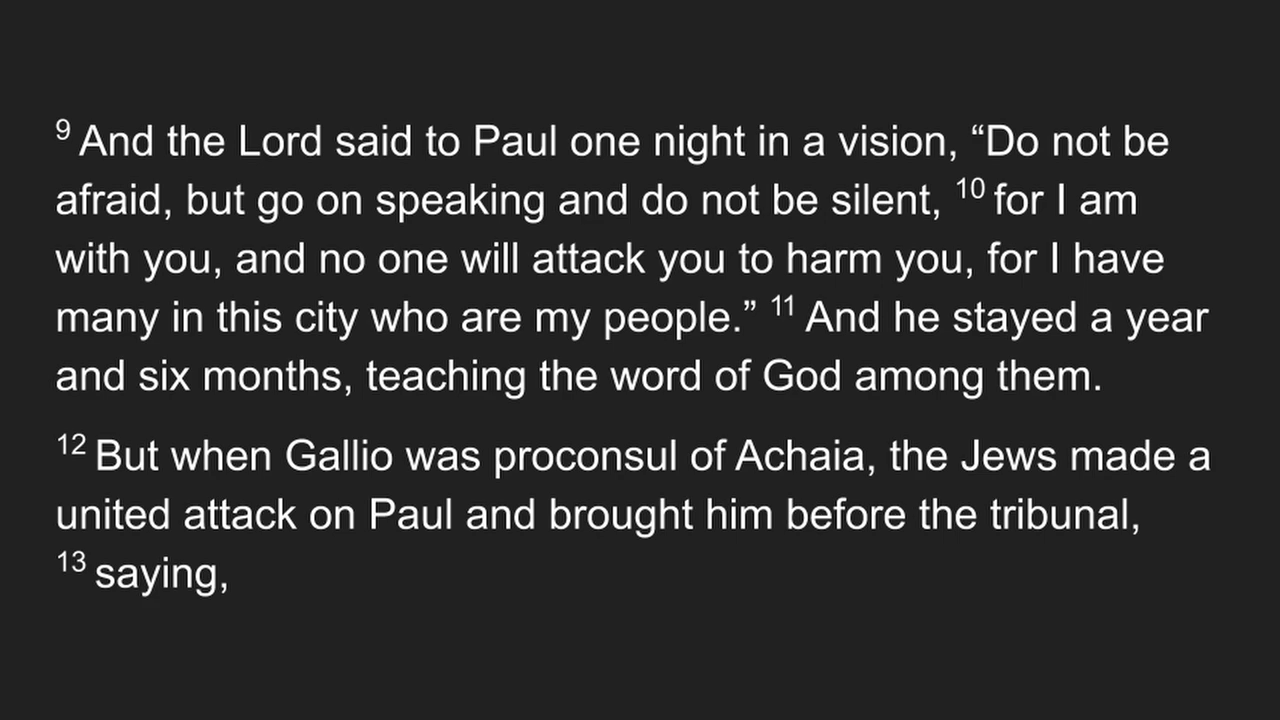 9 And the Lord said to Paul one night in a vision, “Do not be
afraid, but go on speaking and do not be silent, 10 for I am
with you, and no one will attack you to harm you, for I have
many in this city who are my people.” 11 And he stayed a year
and six months, teaching the word of God among them.
12 But when Gallio was proconsul of Achaia, the Jews made a
united attack on Paul and brought him before the tribunal,
13 saying,